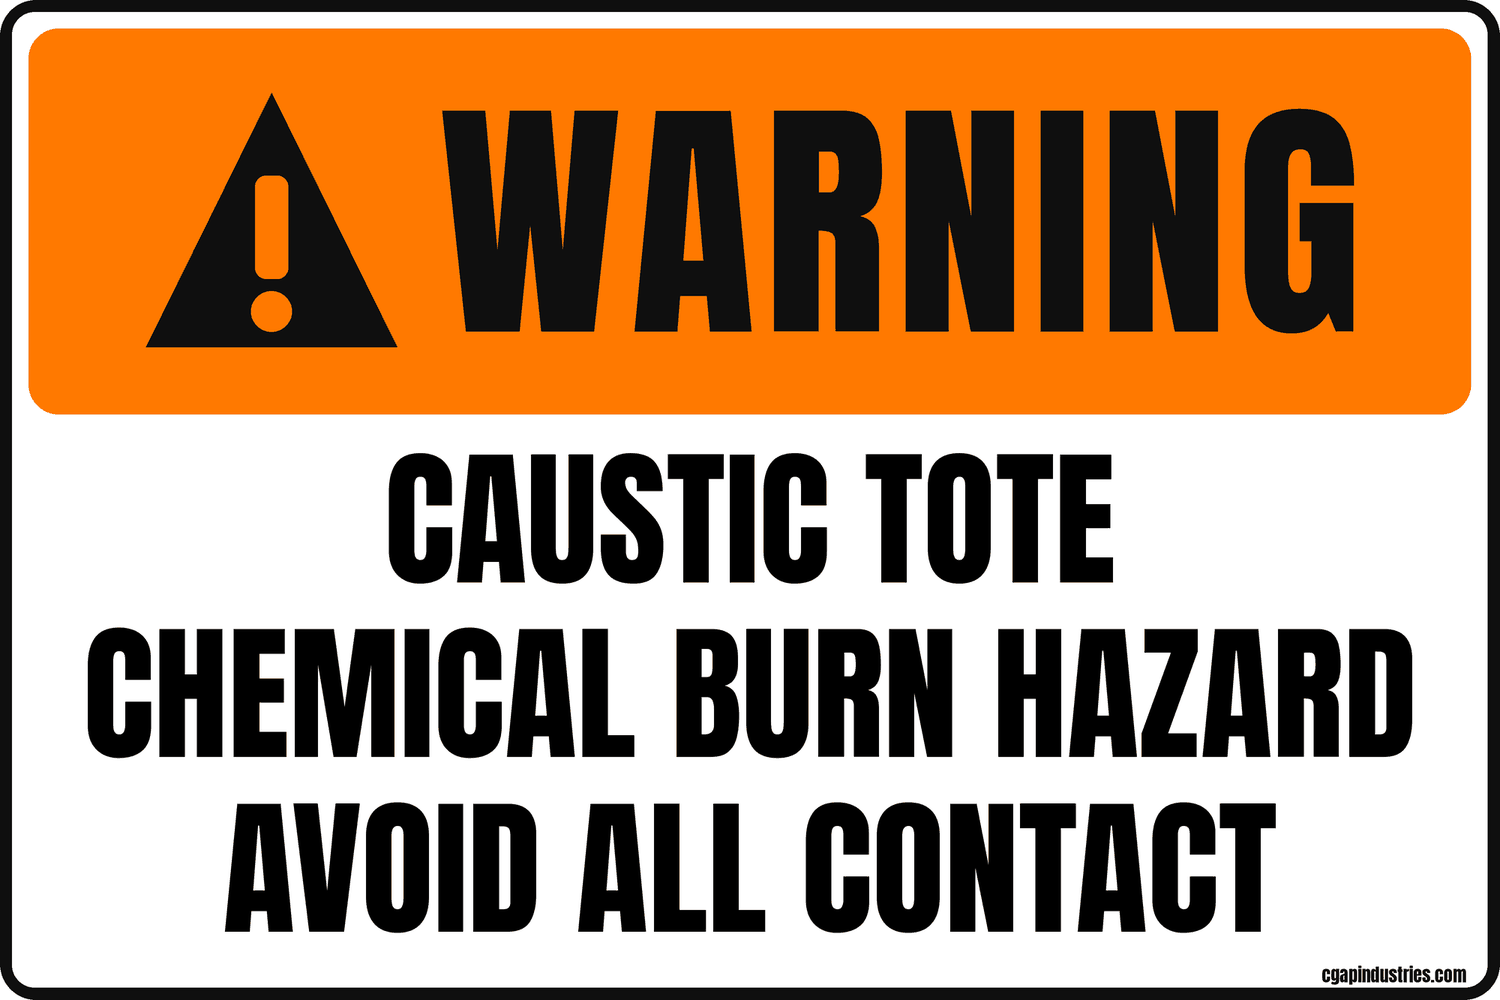 WARNING
CAUSTIC TOTE
CHEMICAL BURN HAZARD
AVOID ALL CONTACT
cgapindustries.com